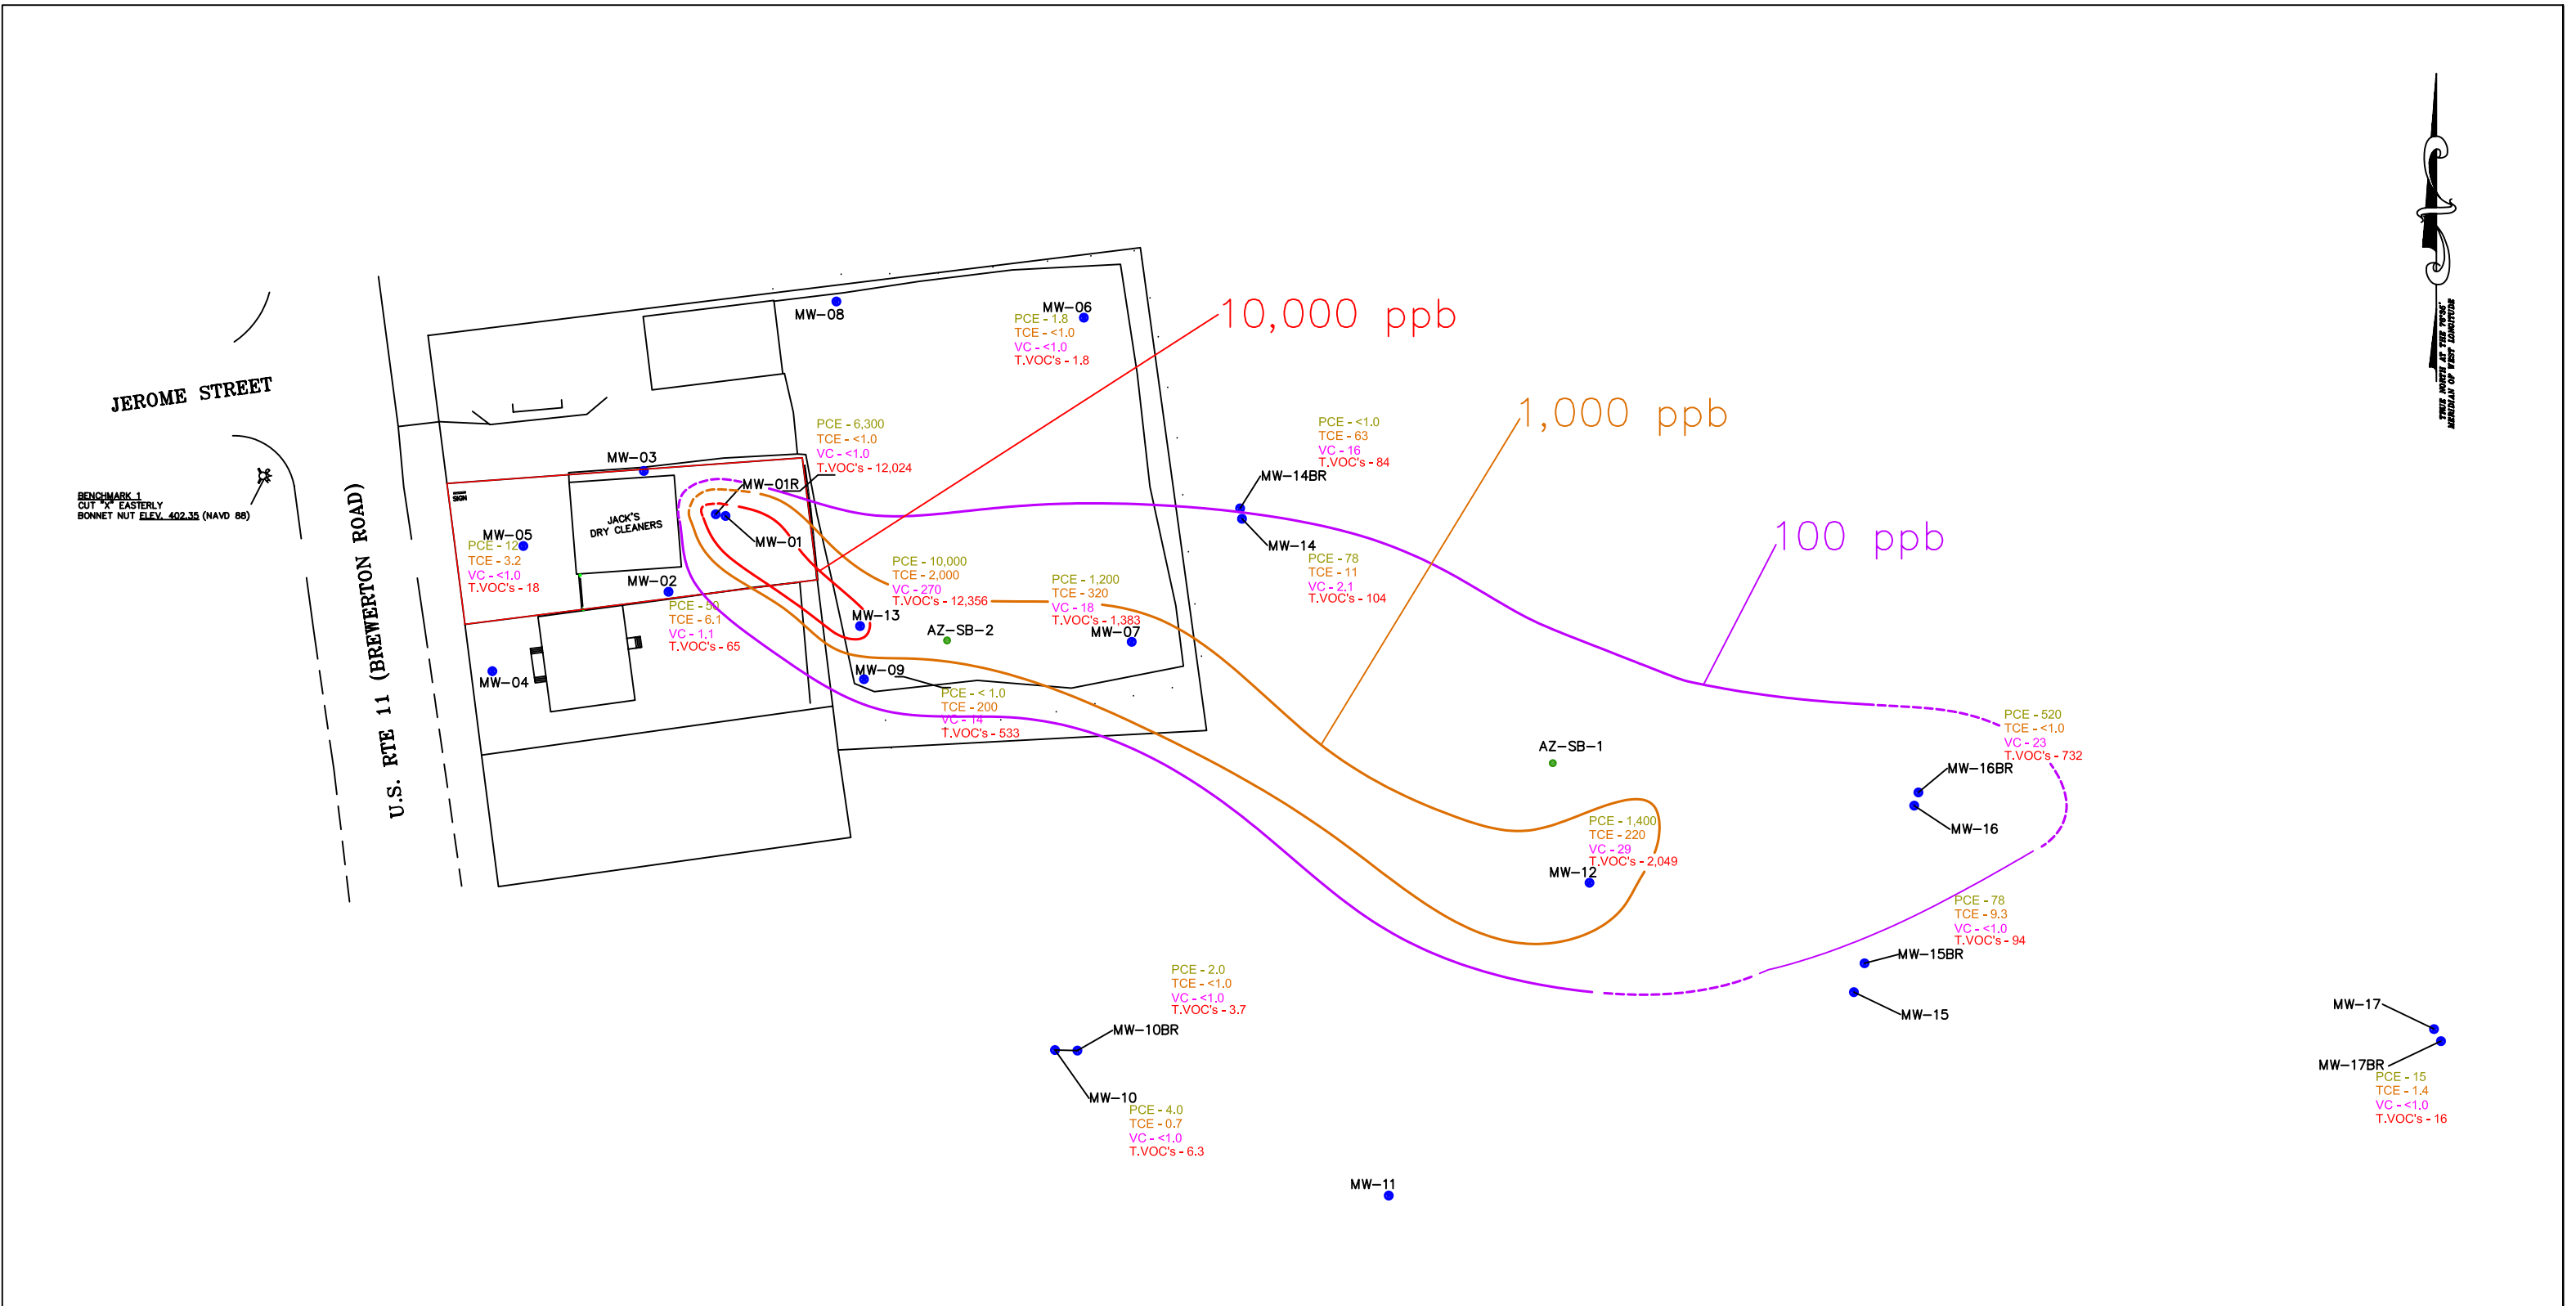 TRUE NORTH AT THE 76°35'
MERIDIAN OF WEST LONGITUDE
JEROME STREET
BENCHMARK 1
CUT "X" EASTERLY
BONNET NUT ELEV. 402.35 (NAVD 88)
U.S. RTE 11 (BREWERTON ROAD)
SIGN
JACK'S
DRY CLEANERS
10,000 ppb
1,000 ppb
100 ppb
MW-08
MW-06
PCE - 1.8
TCE - <1.0
VC - <1.0
T.VOC's - 1.8
MW-03
PCE - 6,300
TCE - <1.0
VC - <1.0
T.VOC's - 12,024
MW-01R
MW-01
PCE - <1.0
TCE - 63
VC - 16
T.VOC's - 84
MW-14BR
MW-14
PCE - 78
TCE - 11
VC - 2.1
T.VOC's - 104
MW-05
PCE - 12
TCE - 3.2
VC - <1.0
T.VOC's - 18
MW-02
PCE - 50
TCE - 6.1
VC - 1.1
T.VOC's - 65
PCE - 10,000
TCE - 2,000
VC - 270
T.VOC's - 12,356
MW-13
AZ-SB-2
PCE - 1,200
TCE - 320
VC - 18
T.VOC's - 1,383
MW-07
MW-04
MW-09
PCE - < 1.0
TCE - 200
VC - 14
T.VOC's - 533
AZ-SB-1
PCE - 520
TCE - <1.0
VC - 23
T.VOC's - 732
MW-16BR
MW-16
PCE - 1,400
TCE - 220
VC - 29
T.VOC's - 2,049
MW-12
PCE - 78
TCE - 9.3
VC - <1.0
T.VOC's - 94
MW-15BR
MW-15
PCE - 2.0
TCE - <1.0
VC - <1.0
T.VOC's - 3.7
MW-10BR
MW-10
PCE - 4.0
TCE - 0.7
VC - <1.0
T.VOC's - 6.3
MW-11
MW-17
MW-17BR
PCE - 15
TCE - 1.4
VC - <1.0
T.VOC's - 16